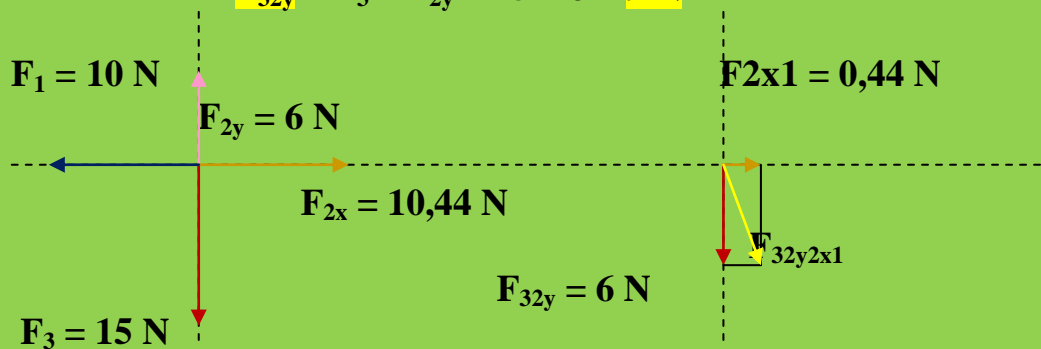 F₁ = 10 N
F2x1 = 0,44 N
F₂y = 6 N
F₂ₓ = 10,44 N
F₃₂y₂ₓ₁
F₃₂y = 6 N
F₃ = 15 N